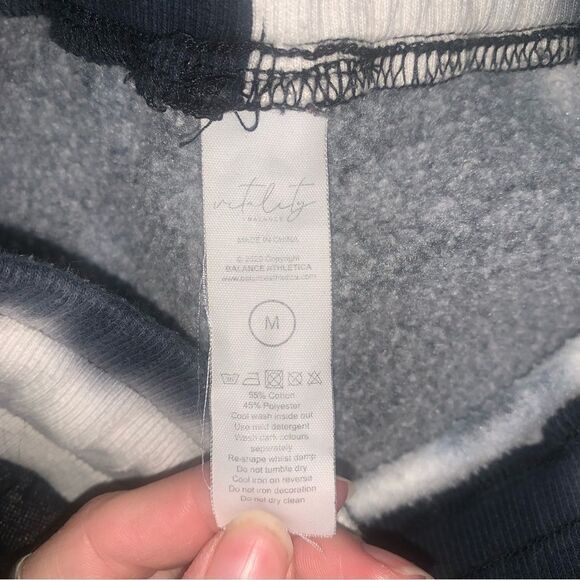 vitality
BALANCE
MADE IN CHINA
© 2020 Copyright
BALANCE ATHLETICA
www.balanceathletica.com
M
55% Cotton
45% Polyester
Cool wash inside out
Use mild detergent
Wash dark colours
separately
Re-shape whilst damp
Do not tumble dry
Cool iron on reverse
Do not iron decoration
Do not dry clean